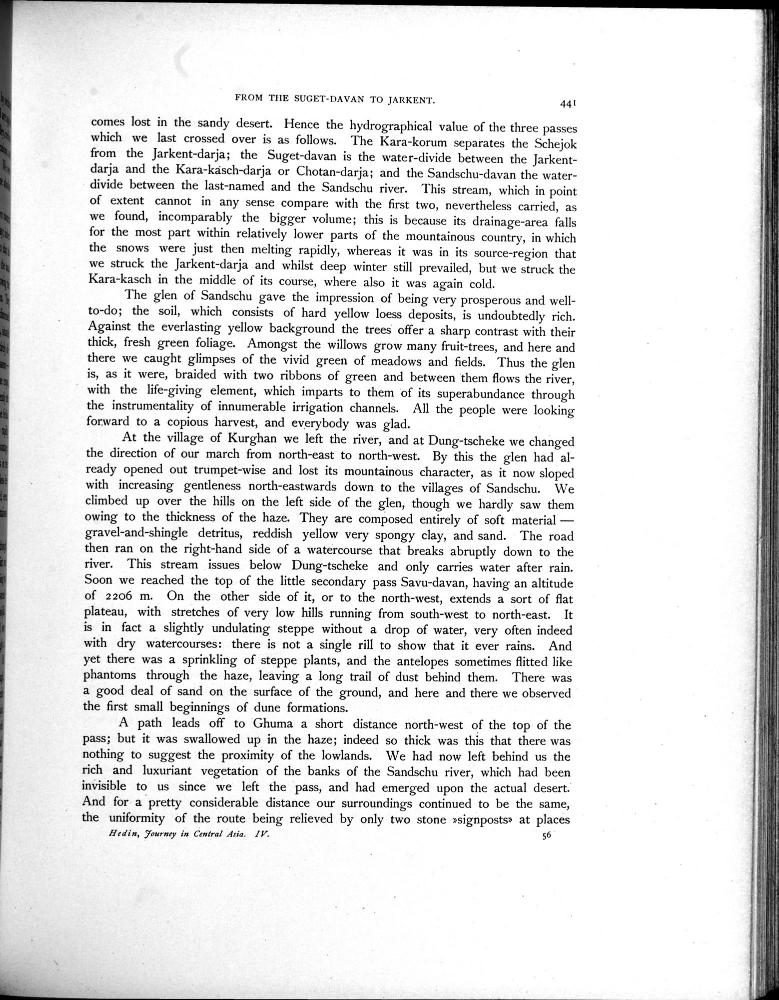 FROM THE SUGET-DAVAN TO JARKENT. 441
comes lost in the sandy desert. Hence the hydrographical value of the three passes
which we last crossed over is as follows. The Kara-korum separates the Schejok
from the Jarkent-darja; the Suget-davan is the water-divide between the Jarkent-
darja and the Kara-kasch-darja or Chotan-darja; and the Sandschu-davan the water-
divide between the last-named and the Sandschu river. This stream, which in point
of extent cannot in any sense compare with the first two, nevertheless carried, as
we found, incomparably the bigger volume; this is because its drainage-area falls
for the most part within relatively lower parts of the mountainous country, in which
the snows were just then melting rapidly, whereas it was in its source-region that
we struck the Jarkent-darja and whilst deep winter still prevailed, but we struck the
Kara-kasch in the middle of its course, where also it was again cold.
The glen of Sandschu gave the impression of being very prosperous and well-
to-do; the soil, which consists of hard yellow loess deposits, is undoubtedly rich.
Against the everlasting yellow background the trees offer a sharp contrast with their
thick, fresh green foliage. Amongst the willows grow many fruit-trees, and here and
there we caught glimpses of the vivid green of meadows and fields. Thus the glen
is, as it were, braided with two ribbons of green and between them flows the river,
with the life-giving element, which imparts to them of its superabundance through
the instrumentality of innumerable irrigation channels. All the people were looking
forward to a copious harvest, and everybody was glad.
At the village of Kurghan we left the river, and at Dung-tscheke we changed
the direction of our march from north-east to north-west. By this the glen had al-
ready opened out trumpet-wise and lost its mountainous character, as it now sloped
with increasing gentleness north-eastwards down to the villages of Sandschu. We
climbed up over the hills on the left side of the glen, though we hardly saw them
owing to the thickness of the haze. They are composed entirely of soft material —
gravel-and-shingle detritus, reddish yellow very spongy clay, and sand. The road
then ran on the right-hand side of a watercourse that breaks abruptly down to the
river. This stream issues below Dung-tscheke and only carries water after rain.
Soon we reached the top of the little secondary pass Savu-davan, having an altitude
of 2206 m. On the other side of it, or to the north-west, extends a sort of flat
plateau, with stretches of very low hills running from south-west to north-east. It
is in fact a slightly undulating steppe without a drop of water, very often indeed
with dry watercourses: there is not a single rill to show that it ever rains. And
yet there was a sprinkling of steppe plants, and the antelopes sometimes flitted like
phantoms through the haze, leaving a long trail of dust behind them. There was
a good deal of sand on the surface of the ground, and here and there we observed
the first small beginnings of dune formations.
A path leads off to Ghuma a short distance north-west of the top of the
pass; but it was swallowed up in the haze; indeed so thick was this that there was
nothing to suggest the proximity of the lowlands. We had now left behind us the
rich and luxuriant vegetation of the banks of the Sandschu river, which had been
invisible to us since we left the pass, and had emerged upon the actual desert.
And for a pretty considerable distance our surroundings continued to be the same,
the uniformity of the route being relieved by only two stone »signposts» at places
Hedin, Journey in Central Asia. IV. 56